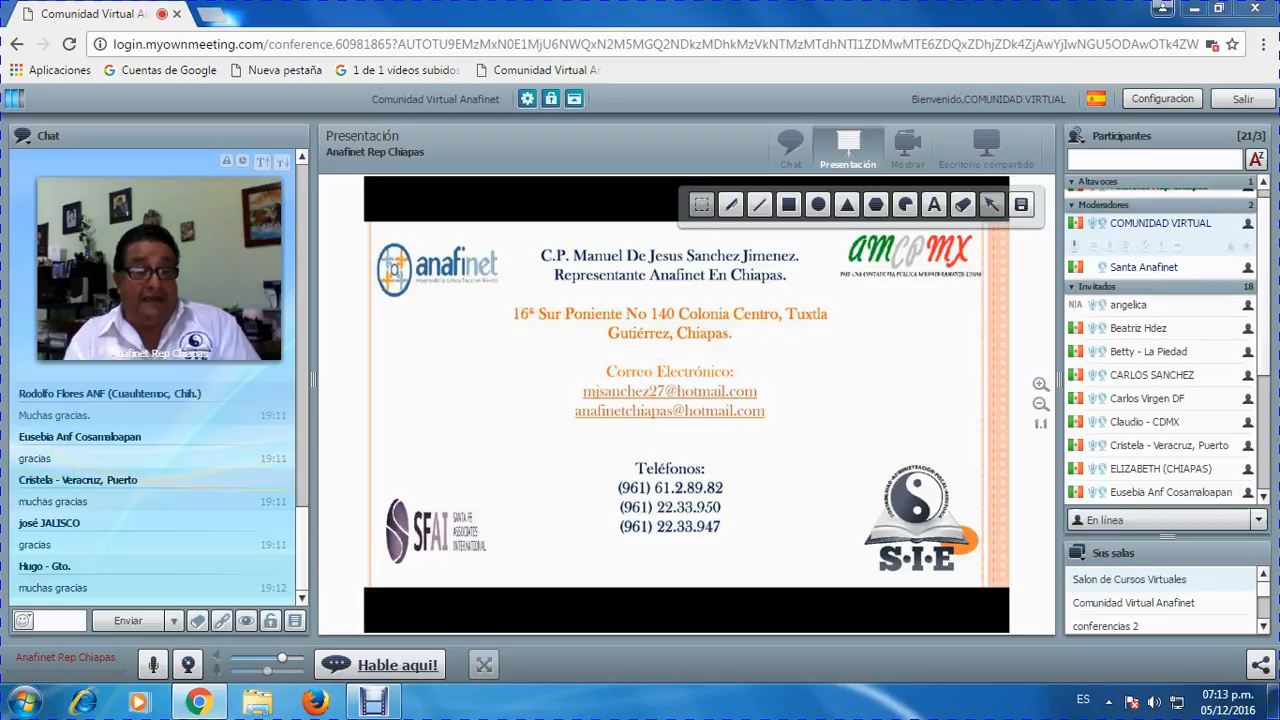 Comunidad Virtual An
login.myownmeeting.com/conference.60981865?
Aplicaciones
Cuentas de Google
Nueva pestaña
1 de 1 vídeos subidos
Comunidad Virtual An
Comunidad Virtual Anafinet
Bienvenido,COMUNIDAD VIRTUAL
Configuracion
Salir
Chat
Presentación
Anafinet Rep Chiapas
Chat
Presentación
Mostrar
Escritorio compartido
Participantes
[21/3]
Altavoces
1
Moderadores
2
COMUNIDAD VIRTUAL
Santa Anafinet
Invitados
18
N/A
angelica
Beatriz Hdez
Betty - La Piedad
CARLOS SANCHEZ
Carlos Virgen DF
Claudio - CDMX
Cristela - Veracruz, Puerto
ELIZABETH (CHIAPAS)
Eusebia Anf Cosamaloapan
En línea
Sus salas
Salon de Cursos Virtuales
Comunidad Virtual Anafinet
conferencias 2
anafinet
C.P. Manuel De Jesus Sanchez Jimenez.
Representante Anafinet En Chiapas.
AMCPMX
16ª Sur Poniente No 140 Colonia Centro, Tuxtla
Gutiérrez, Chiapas.
Correo Electrónico:
mjsanchez27@hotmail.com
anafinetchiapas@hotmail.com
Teléfonos:
(961) 61.2.89.82
(961) 22.33.950
(961) 22.33.947
SFAI
SANTA FE
ASSOCIATES
INTERNATIONAL
S·I·E
1.1
Anafinet Rep Chiapas
Rodolfo Flores ANF (Cuauhtemoc, Chih.)
Muchas gracias.
19:11
Eusebia Anf Cosamaloapan
gracias
19:11
Cristela - Veracruz, Puerto
muchas gracias
19:11
josé JALISCO
gracias
19:11
Hugo - Gto.
muchas gracias
19:12
Enviar
Anafinet Rep Chiapas
Hable aqui!
ES
07:13 p.m.
05/12/2016